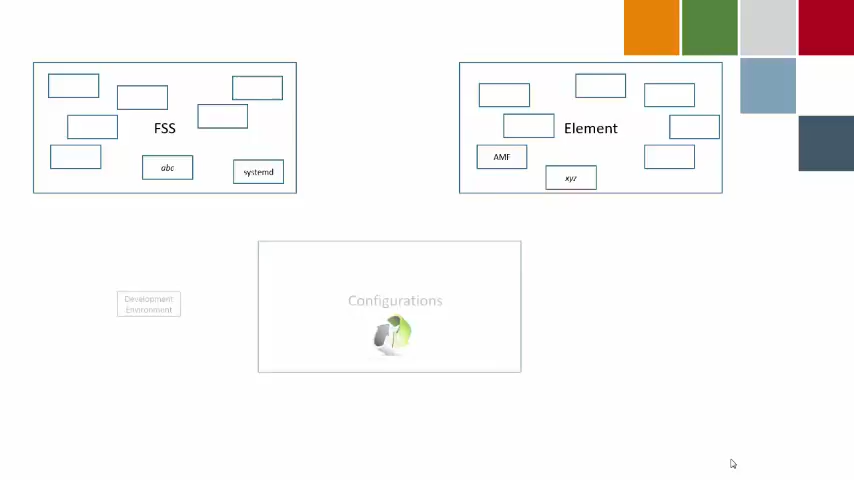 FSS
abc
systemd
Element
AMF
xyz
Development
Environment
Configurations